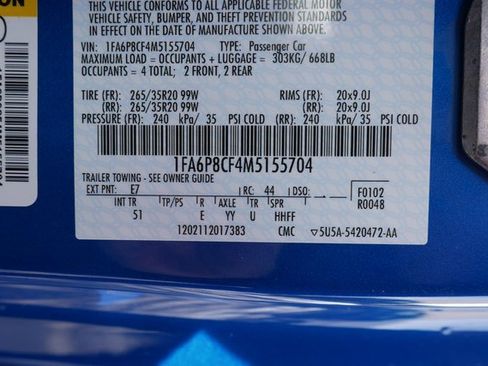 THIS VEHICLE CONFORMS TO ALL APPLICABLE FEDERAL MOTOR VEHICLE
SAFETY, BUMPER, AND THEFT PREVENTION STANDARDS
IN EFFECT ON THE DATE OF MANUFACTURE SHOWN ABOVE.
VIN: 1FA6P8CF4M5155704 TYPE: Passenger Car
MAXIMUM LOAD = OCCUPANTS + LUGGAGE = 303KG/ 668LB
OCCUPANTS = 4 TOTAL; 2 FRONT, 2 REAR
TIRE (FR): 265/35R20 99W RIMS (FR): 20x9.0J
(RR): 265/35R20 99W (RR): 20x9.0J
PRESSURE (FR): 240 kPa/ 35 PSI COLD (RR): 240 kPa/ 35 PSI COLD
1FA6P8CF4M5155704
TRAILER TOWING - SEE OWNER GUIDE
EXT PNT: E7 RC: 44 DSO: F0102
INT TR TP/PS R AXLE TR SPR R0048
51 E YY U HHFF
1202112017383 CMC ▽5U5A-5420472-AA